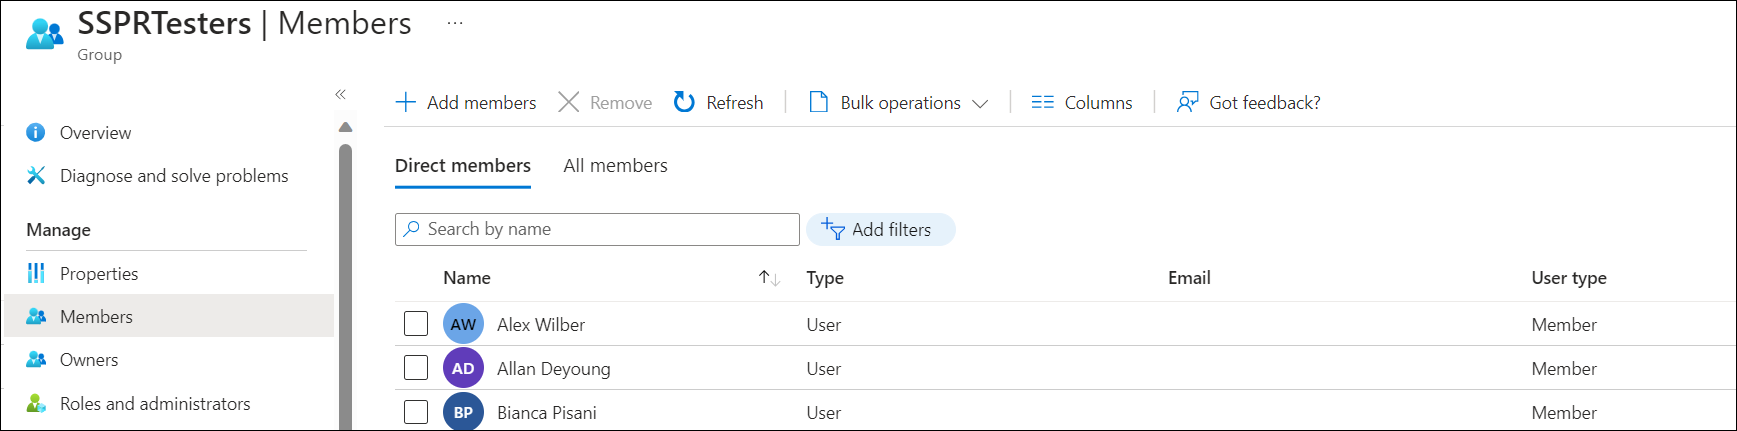 SSPRTesters | Members ...
Group
Overview
Diagnose and solve problems
Manage
Properties
Members
Owners
Roles and administrators
Add members Remove Refresh Bulk operations Columns Got feedback?
Direct members All members
Search by name Add filters
Name Type Email User type
AW Alex Wilber User Member
AD Allan Deyoung User Member
BP Bianca Pisani User Member